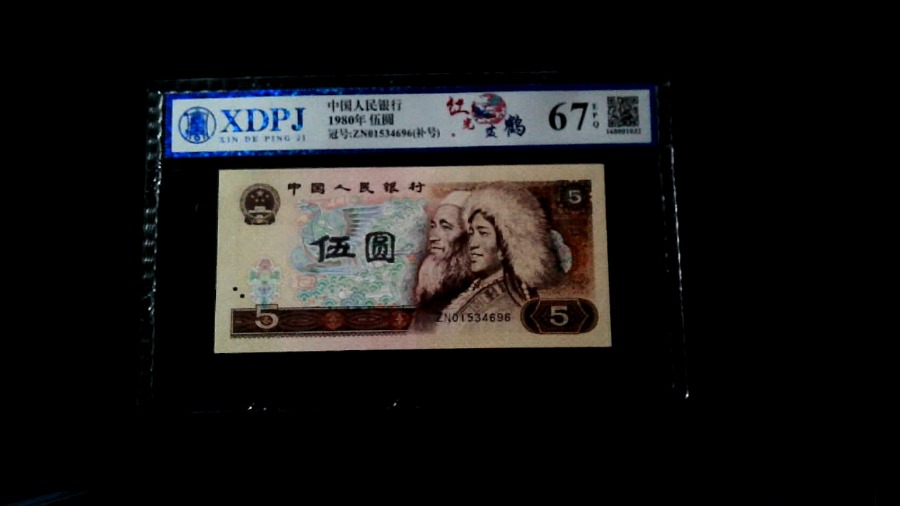 XDPJ
XIN DE PING JI
中国人民银行
1980年 伍圆
冠号:ZN01534696(补号)
红光蓝鹤
67
EPQ
中国人民银行
5
伍圆
5
ZN01534696
5